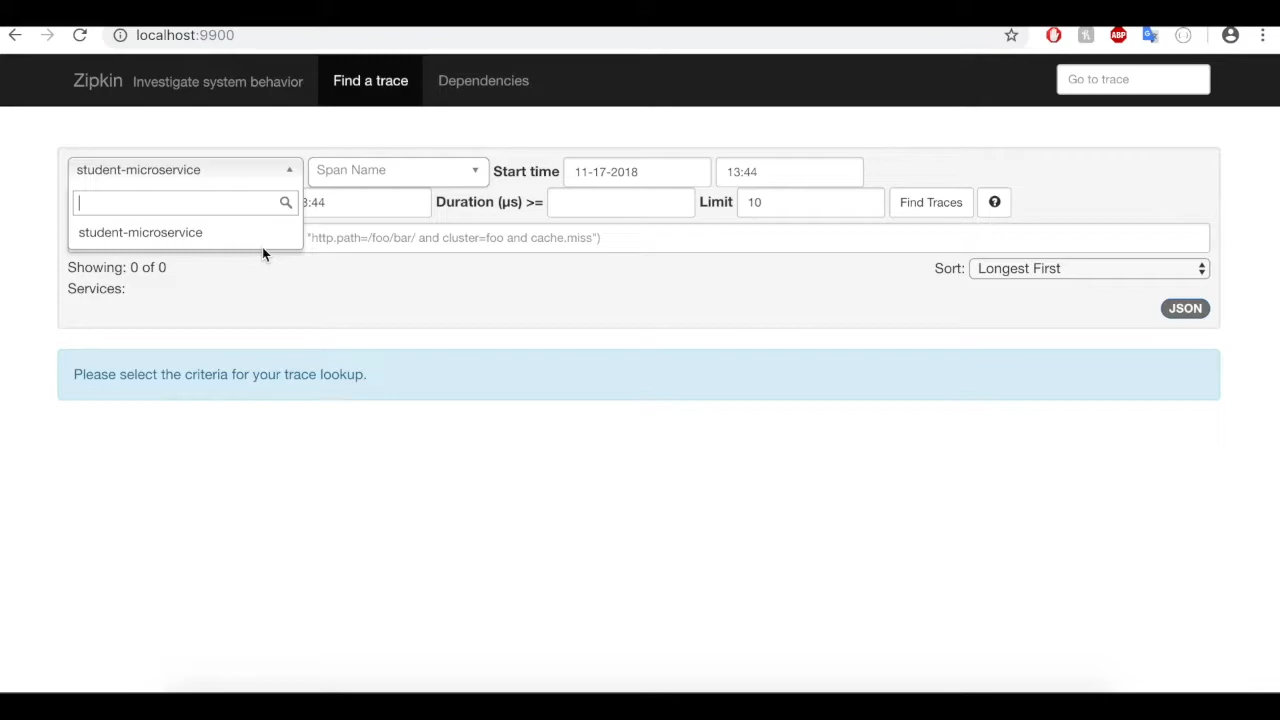 localhost:9900
ABP
Zipkin Investigate system behavior Find a trace Dependencies Go to trace
student-microservice Span Name Start time 11-17-2018 13:44
:44 Duration (μs) >= Limit 10 Find Traces ?
student-microservice
"http.path=/foo/bar/ and cluster=foo and cache.miss")
Showing: 0 of 0
Sort: Longest First
Services:
JSON
Please select the criteria for your trace lookup.